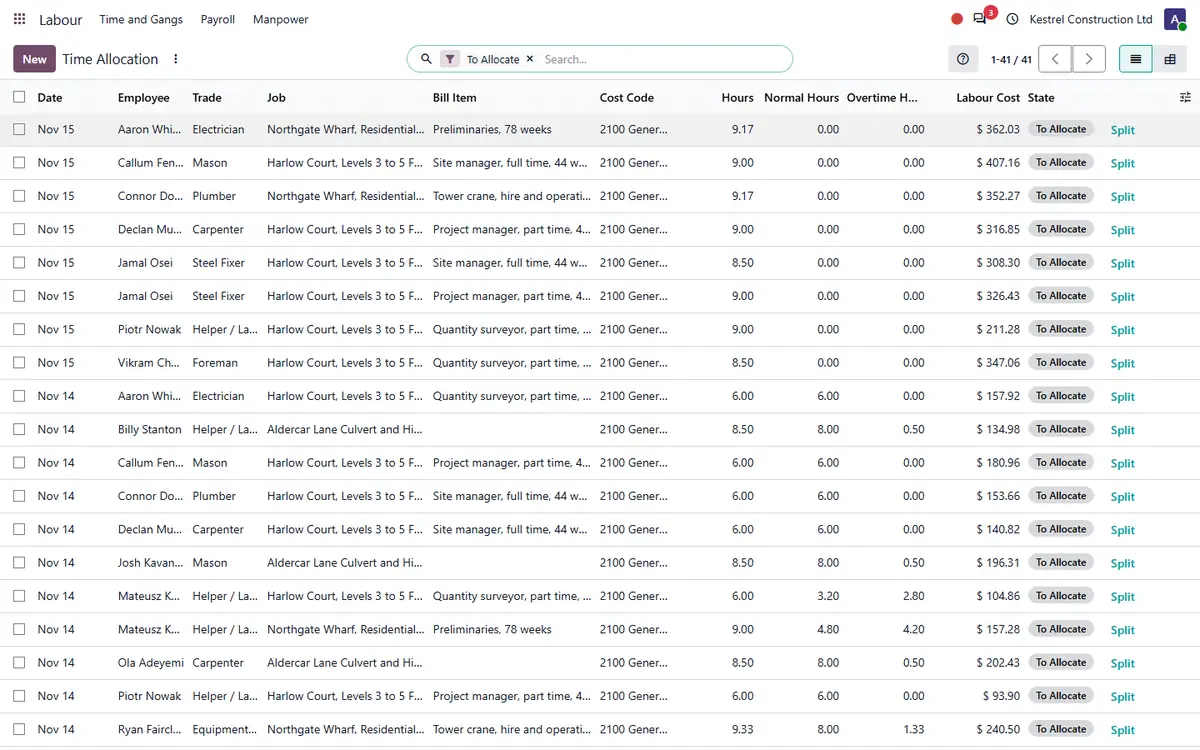 Labour Time and Gangs Payroll Manpower 3 Kestrel Construction Ltd A
New Time Allocation To Allocate × Search... 1-41 / 41
Date Employee Trade Job Bill Item Cost Code Hours Normal Hours Overtime H... Labour Cost State
Nov 15 Aaron Whi... Electrician Northgate Wharf, Residential... Preliminaries, 78 weeks 2100 Gener... 9.17 0.00 0.00 $ 362.03 To Allocate Split
Nov 15 Callum Fen... Mason Harlow Court, Levels 3 to 5 F... Site manager, full time, 44 w... 2100 Gener... 9.00 0.00 0.00 $ 407.16 To Allocate Split
Nov 15 Connor Do... Plumber Northgate Wharf, Residential... Tower crane, hire and operati... 2100 Gener... 9.17 0.00 0.00 $ 352.27 To Allocate Split
Nov 15 Declan Mu... Carpenter Harlow Court, Levels 3 to 5 F... Project manager, part time, 4... 2100 Gener... 9.00 0.00 0.00 $ 316.85 To Allocate Split
Nov 15 Jamal Osei Steel Fixer Harlow Court, Levels 3 to 5 F... Site manager, full time, 44 w... 2100 Gener... 8.50 0.00 0.00 $ 308.30 To Allocate Split
Nov 15 Jamal Osei Steel Fixer Harlow Court, Levels 3 to 5 F... Project manager, part time, 4... 2100 Gener... 9.00 0.00 0.00 $ 326.43 To Allocate Split
Nov 15 Piotr Nowak Helper / La... Harlow Court, Levels 3 to 5 F... Quantity surveyor, part time, ... 2100 Gener... 9.00 0.00 0.00 $ 211.28 To Allocate Split
Nov 15 Vikram Ch... Foreman Harlow Court, Levels 3 to 5 F... Quantity surveyor, part time, ... 2100 Gener... 8.50 0.00 0.00 $ 347.06 To Allocate Split
Nov 14 Aaron Whi... Electrician Harlow Court, Levels 3 to 5 F... Quantity surveyor, part time, ... 2100 Gener... 6.00 6.00 0.00 $ 157.92 To Allocate Split
Nov 14 Billy Stanton Helper / La... Aldercar Lane Culvert and Hi... 2100 Gener... 8.50 8.00 0.50 $ 134.98 To Allocate Split
Nov 14 Callum Fen... Mason Harlow Court, Levels 3 to 5 F... Project manager, part time, 4... 2100 Gener... 6.00 6.00 0.00 $ 180.96 To Allocate Split
Nov 14 Connor Do... Plumber Harlow Court, Levels 3 to 5 F... Site manager, full time, 44 w... 2100 Gener... 6.00 6.00 0.00 $ 153.66 To Allocate Split
Nov 14 Declan Mu... Carpenter Harlow Court, Levels 3 to 5 F... Site manager, full time, 44 w... 2100 Gener... 6.00 6.00 0.00 $ 140.82 To Allocate Split
Nov 14 Josh Kavan... Mason Aldercar Lane Culvert and Hi... 2100 Gener... 8.50 8.00 0.50 $ 196.31 To Allocate Split
Nov 14 Mateusz K... Helper / La... Harlow Court, Levels 3 to 5 F... Quantity surveyor, part time, ... 2100 Gener... 6.00 3.20 2.80 $ 104.86 To Allocate Split
Nov 14 Mateusz K... Helper / La... Northgate Wharf, Residential... Preliminaries, 78 weeks 2100 Gener... 9.00 4.80 4.20 $ 157.28 To Allocate Split
Nov 14 Ola Adeyemi Carpenter Aldercar Lane Culvert and Hi... 2100 Gener... 8.50 8.00 0.50 $ 202.43 To Allocate Split
Nov 14 Piotr Nowak Helper / La... Harlow Court, Levels 3 to 5 F... Project manager, part time, 4... 2100 Gener... 6.00 6.00 0.00 $ 93.90 To Allocate Split
Nov 14 Ryan Faircl... Equipment... Northgate Wharf, Residential... Tower crane, hire and operati... 2100 Gener... 9.33 8.00 1.33 $ 240.50 To Allocate Split